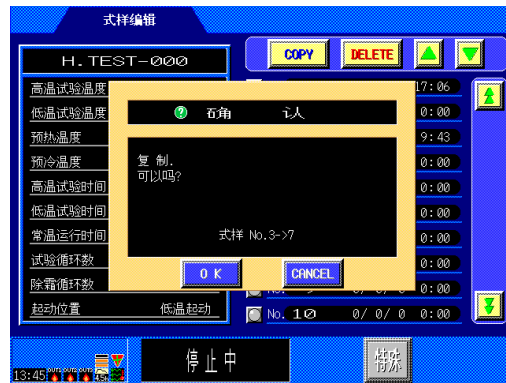 式样编辑
COPY DELETE
H.TEST-000
17:06
高温试验温度
低温试验温度 0:00
预热温度 9:43
预冷温度 0:00
高温试验时间 0:00
低温试验时间 0:00
常温运行时间 0:00
试验循环数 0:00
除霜循环数 0:00
起动位置 低温起动
No.10 0/ 0/ 0 0:00
石角 讠人
复 制.
可以吗?
式样 No.3->7
O K CANCEL
13:45
停止中
特殊